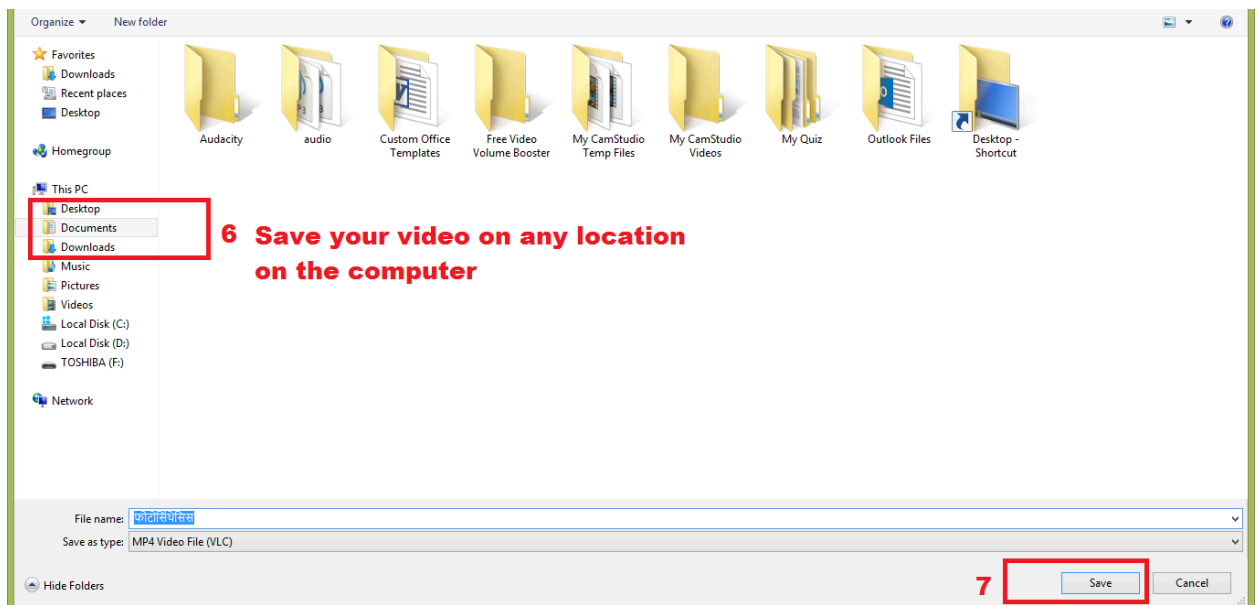 Organize New folder
Favorites
Downloads
Recent places
Desktop
Homegroup
This PC
Desktop
Documents
Downloads
Music
Pictures
Videos
Local Disk (C:)
Local Disk (D:)
TOSHIBA (F:)
Network
Audacity
audio
Custom Office
Templates
Free Video
Volume Booster
My CamStudio
Temp Files
My CamStudio
Videos
My Quiz
Outlook Files
Desktop -
Shortcut
6 Save your video on any location
on the computer
File name: फोटोसिंथेसिस
Save as type: MP4 Video File (VLC)
Hide Folders
7 Save Cancel